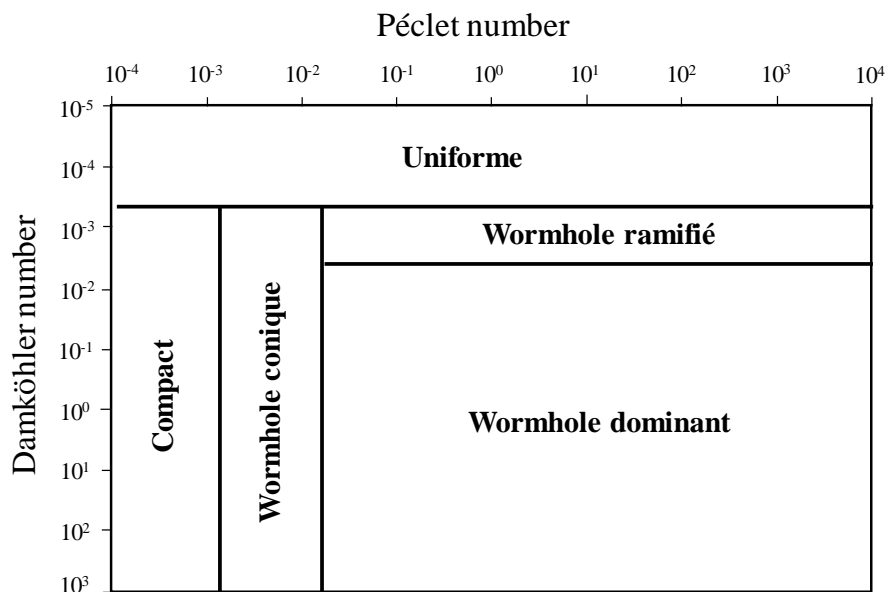 Péclet number
10⁻⁴ 10⁻³ 10⁻² 10⁻¹ 10⁰ 10¹ 10² 10³ 10⁴
Damköhler number
10⁻⁵
10⁻⁴
10⁻³
10⁻²
10⁻¹
10⁰
10¹
10²
10³
Uniforme
Wormhole ramifié
Compact
Wormhole conique
Wormhole dominant